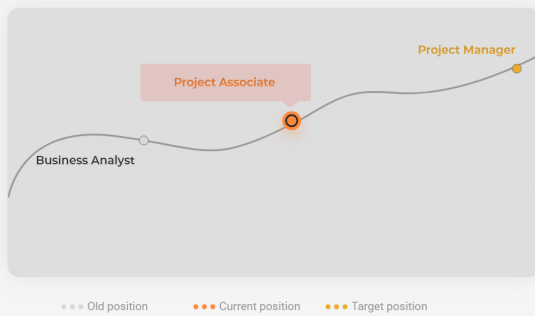 Project Manager
Project Associate
Business Analyst
Old position
Current position
Target position